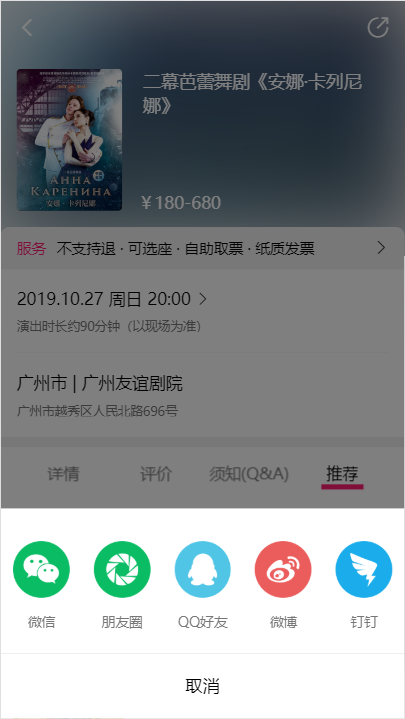 二幕芭蕾舞剧《安娜·卡列尼
娜》
АННА
КАРЕНИНА
安娜·卡列尼娜
￥180-680
服务 不支持退 · 可选座 · 自助取票 · 纸质发票
2019.10.27 周日 20:00
演出时长约90分钟（以现场为准）
广州市 | 广州友谊剧院
广州市越秀区人民北路696号
详情 评价 须知(Q&A) 推荐
微信 朋友圈 QQ好友 微博 钉钉
取消